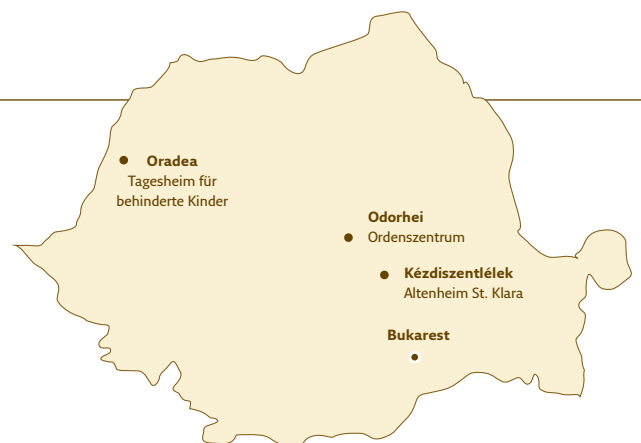 Oradea
Tagesheim für
behinderte Kinder
Odorhei
Ordenszentrum
Kézdiszentlélek
Altenheim St. Klara
Bukarest